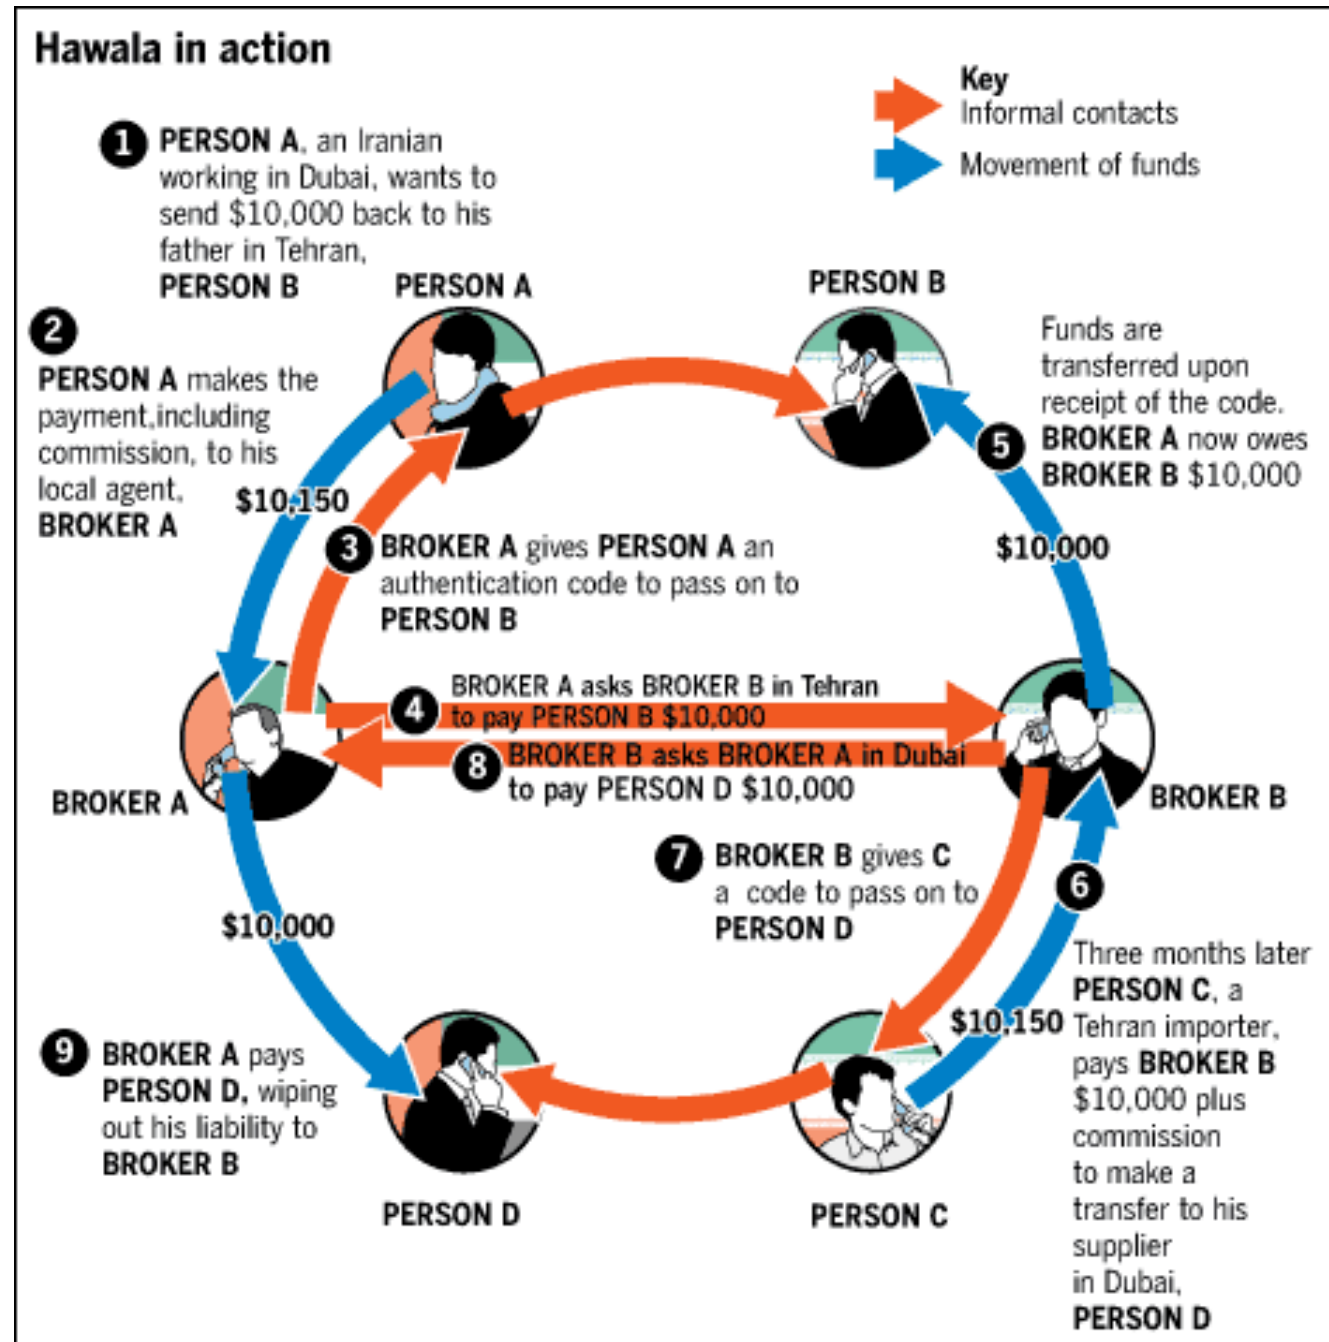 Hawala in action
Key
Informal contacts
Movement of funds
1
PERSON A, an Iranian
working in Dubai, wants to
send $10,000 back to his
father in Tehran,
PERSON B
PERSON A
PERSON B
2
PERSON A makes the
payment,including
commission, to his
local agent,
BROKER A
$10,150
3
BROKER A gives PERSON A an
authentication code to pass on to
PERSON B
Funds are
transferred upon
receipt of the code.
BROKER A now owes
BROKER B $10,000
5
$10,000
4
BROKER A asks BROKER B in Tehran
to pay PERSON B $10,000
8
BROKER B asks BROKER A in Dubai
to pay PERSON D $10,000
BROKER A
BROKER B
7
BROKER B gives C
a code to pass on to
PERSON D
6
$10,000
$10,150
Three months later
PERSON C, a
Tehran importer,
pays BROKER B
$10,000 plus
commission
to make a
transfer to his
supplier
in Dubai,
PERSON D
9
BROKER A pays
PERSON D, wiping
out his liability to
BROKER B
PERSON D
PERSON C